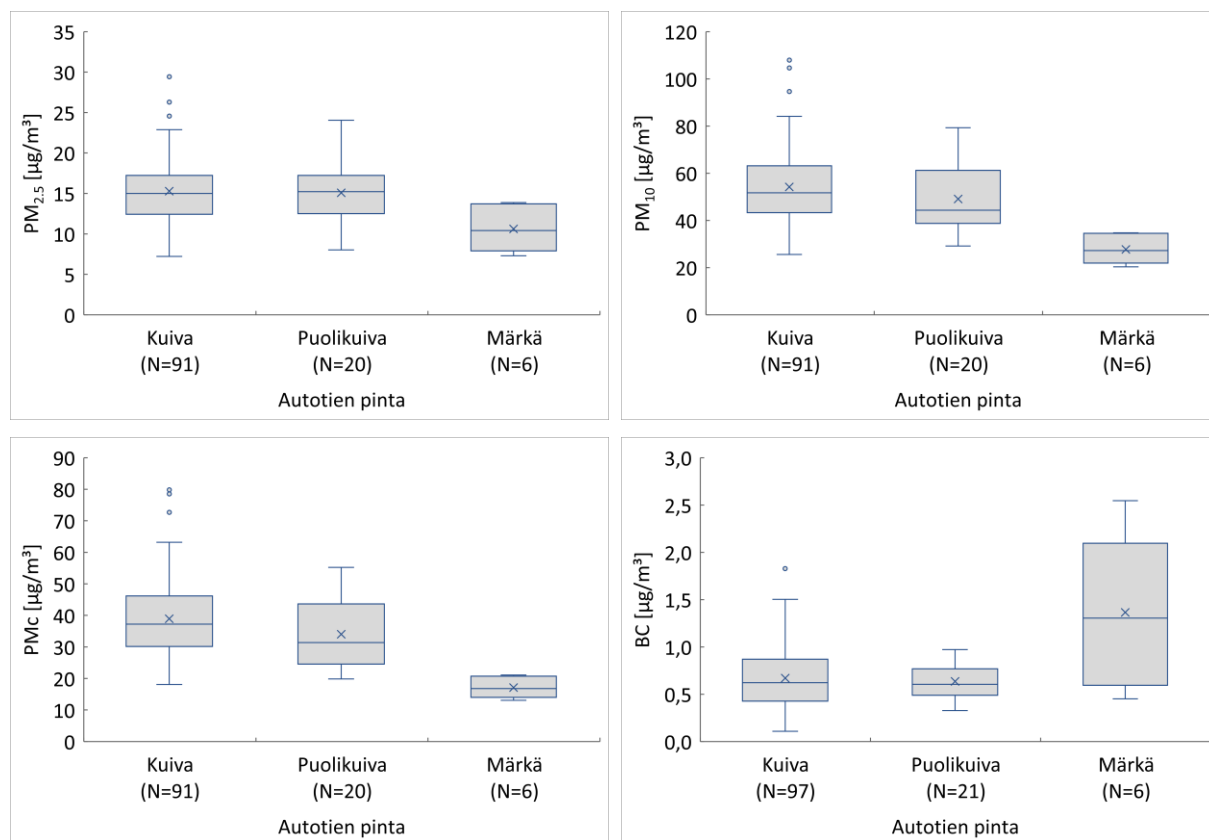 PM2.5 [µg/m³]
35
30
25
20
15
10
5
0
Kuiva
(N=91)
Puolikuiva
(N=20)
Märkä
(N=6)
Autotien pinta
PM10 [µg/m³]
120
100
80
60
40
20
0
Kuiva
(N=91)
Puolikuiva
(N=20)
Märkä
(N=6)
Autotien pinta
PMc [µg/m³]
90
80
70
60
50
40
30
20
10
0
Kuiva
(N=91)
Puolikuiva
(N=20)
Märkä
(N=6)
Autotien pinta
BC [µg/m³]
3,0
2,5
2,0
1,5
1,0
0,5
0,0
Kuiva
(N=97)
Puolikuiva
(N=21)
Märkä
(N=6)
Autotien pinta